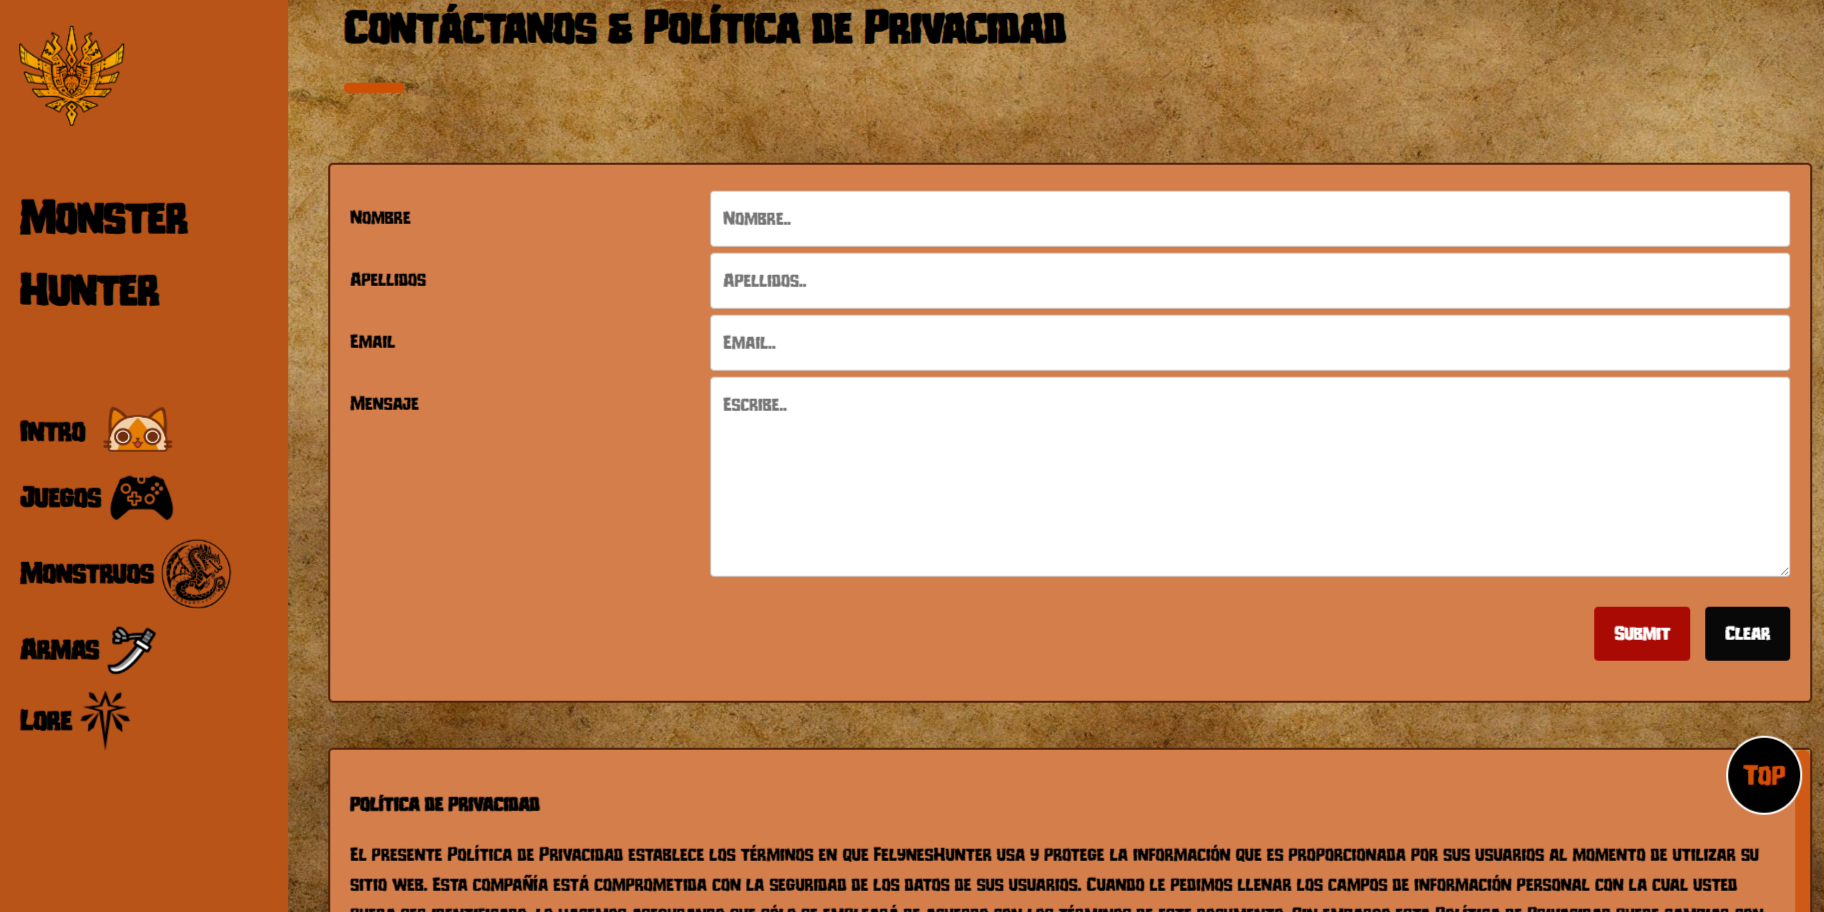 Contáctanos & Política de Privacidad
Monster
Hunter
Intro
Juegos
Monstruos
Armas
Lore
Nombre
Nombre..
Apellidos
Apellidos..
Email
Email..
Mensaje
Escribe..
Submit
Clear
Top
política de privacidad
El presente Política de Privacidad establece los términos en que FelynesHunter usa y protege la información que es proporcionada por sus usuarios al momento de utilizar su
sitio web. Esta compañía está comprometida con la seguridad de los datos de sus usuarios. Cuando le pedimos llenar los campos de información personal con la cual usted